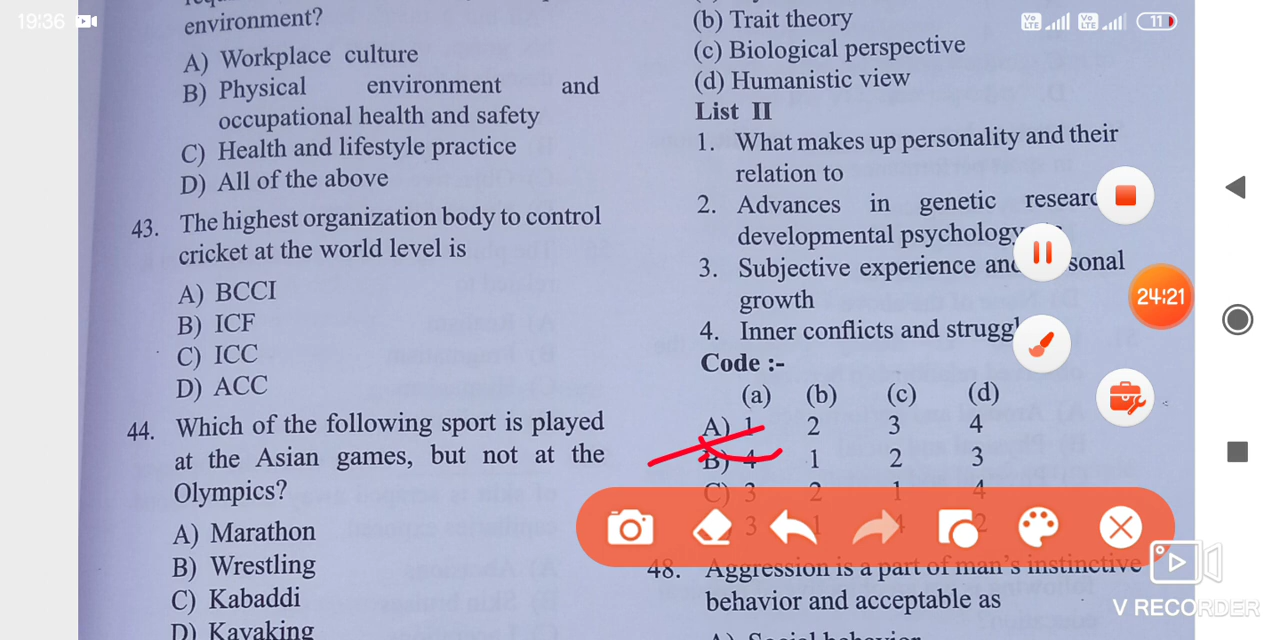 19:36
11
environment?
A) Workplace culture
B) Physical environment and
occupational health and safety
C) Health and lifestyle practice
D) All of the above
43. The highest organization body to control
cricket at the world level is
A) BCCI
B) ICF
C) ICC
D) ACC
44. Which of the following sport is played
at the Asian games, but not at the
Olympics?
A) Marathon
B) Wrestling
C) Kabaddi
D) Kayaking
(b) Trait theory
(c) Biological perspective
(d) Humanistic view
List II
1. What makes up personality and their
relation to
2. Advances in genetic
developmental psychology
3. Subjective experience
growth
4. Inner conflicts and
Code :-
(a) (b) (c) (d)
A) 1 2 3 4
B) 4 1 2 3
C) 3 2 1 4
3 1 4 2
48. Aggression is a part of man's instinctive
behavior and acceptable as
24:21
V RECORDER